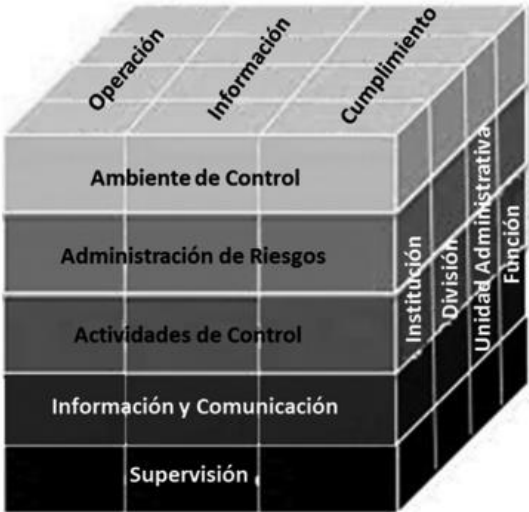 Operación
Información
Cumplimiento
Ambiente de Control
Administración de Riesgos
Actividades de Control
Información y Comunicación
Supervisión
Institución
División
Unidad Administrativa
Función